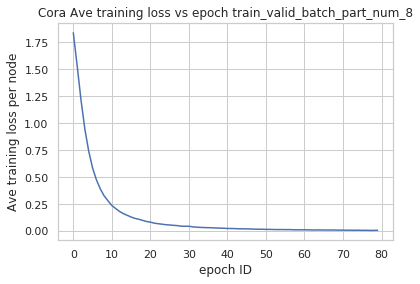 Cora Ave training loss vs epoch train_valid_batch_part_num_8
Ave training loss per node
1.75
1.50
1.25
1.00
0.75
0.50
0.25
0.00
0 10 20 30 40 50 60 70 80
epoch ID